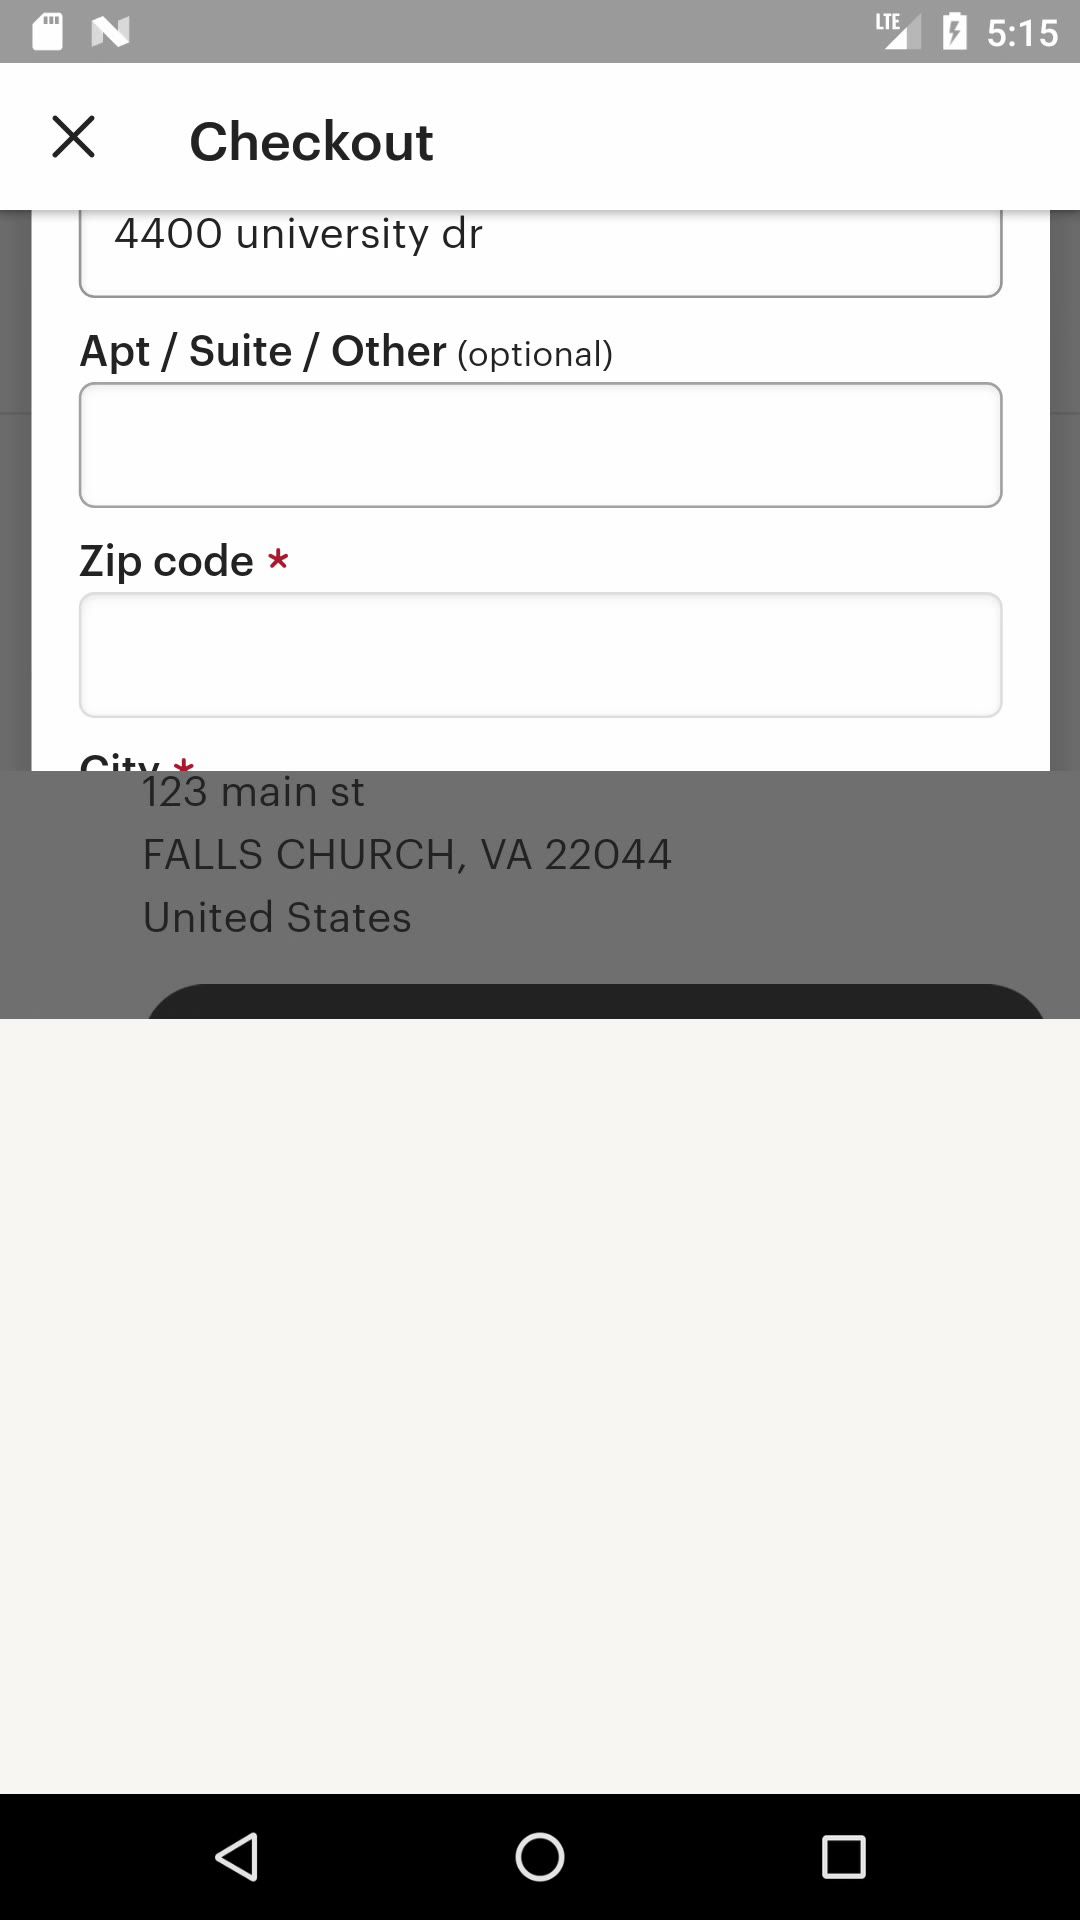 LTE 5:15
Checkout
4400 university dr
Apt / Suite / Other (optional)
Zip code *
City *
123 main st
FALLS CHURCH, VA 22044
United States